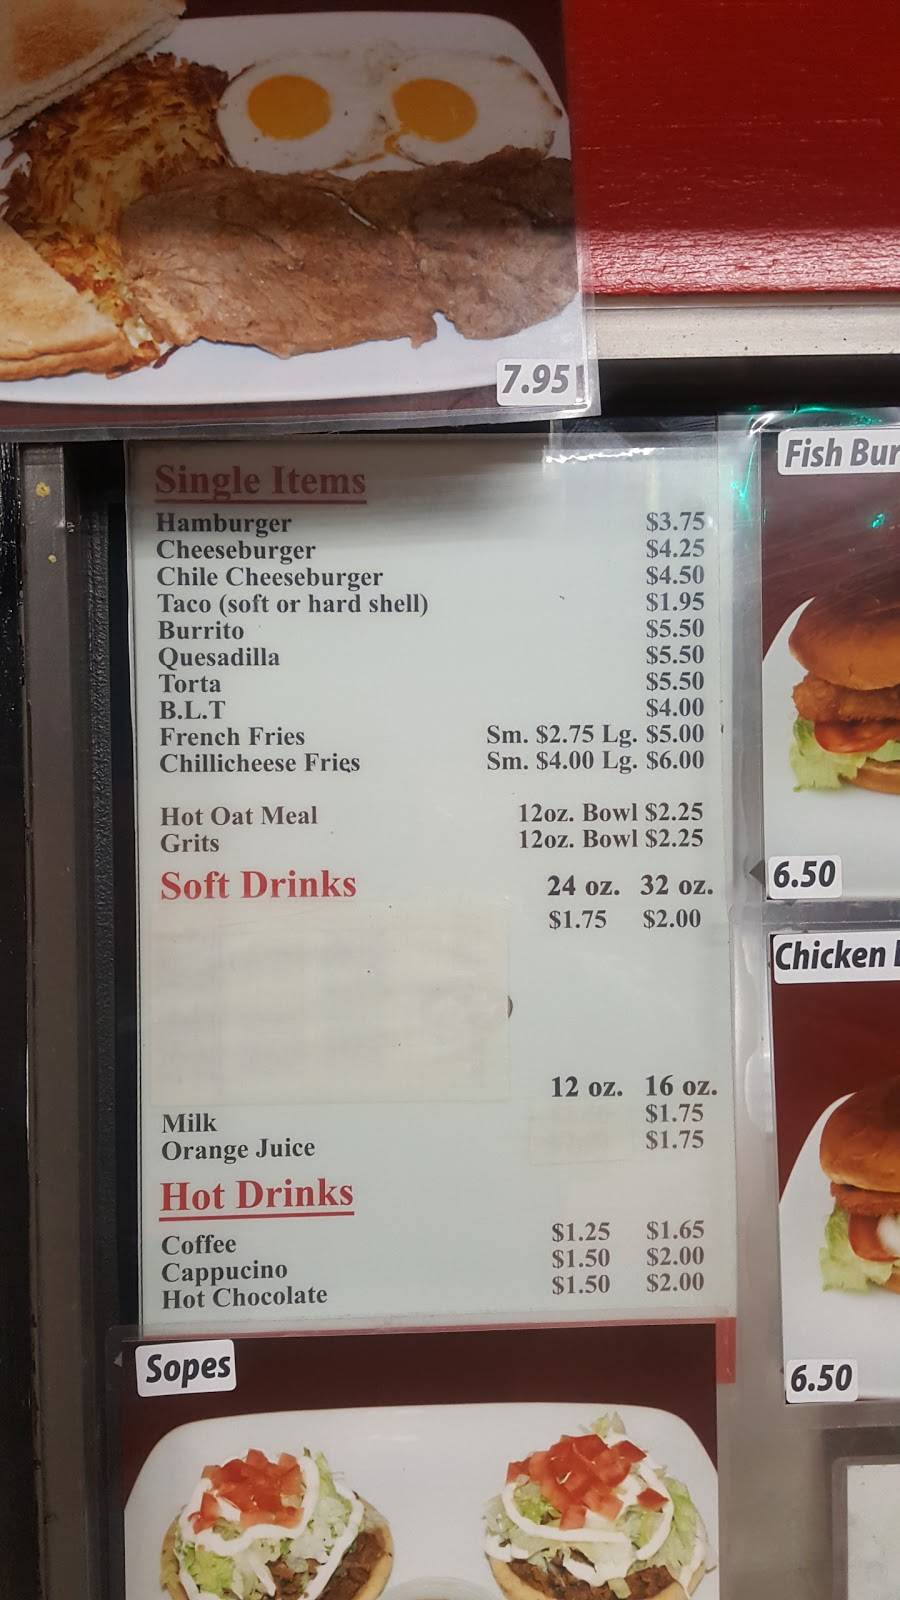 7.95
Single Items
Hamburger $3.75
Cheeseburger $4.25
Chile Cheeseburger $4.50
Taco (soft or hard shell) $1.95
Burrito $5.50
Quesadilla $5.50
Torta $5.50
B.L.T $4.00
French Fries Sm. $2.75 Lg. $5.00
Chillicheese Fries Sm. $4.00 Lg. $6.00
Hot Oat Meal 12oz. Bowl $2.25
Grits 12oz. Bowl $2.25
Soft Drinks 24 oz. 32 oz.
$1.75 $2.00
12 oz. 16 oz.
Milk $1.75
Orange Juice $1.75
Hot Drinks
Coffee $1.25 $1.65
Cappucino $1.50 $2.00
Hot Chocolate $1.50 $2.00
Fish Bur
6.50
Chicken
6.50
Sopes